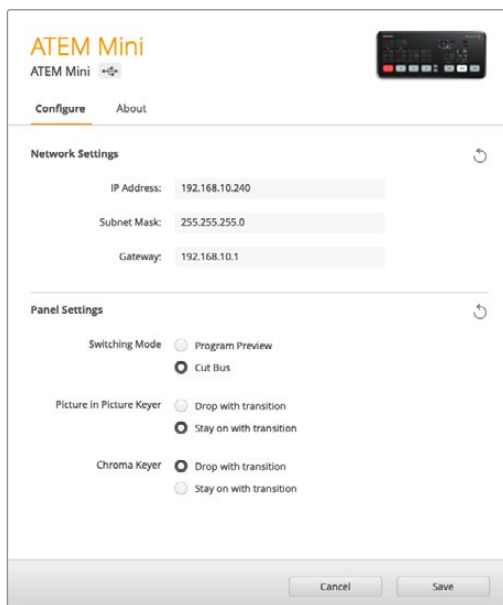 ATEM Mini
ATEM Mini
Configure About
Network Settings
IP Address: 192.168.10.240
Subnet Mask: 255.255.255.0
Gateway: 192.168.10.1
Panel Settings
Switching Mode Program Preview
Cut Bus
Picture in Picture Keyer Drop with transition
Stay on with transition
Chroma Keyer Drop with transition
Stay on with transition
Cancel Save